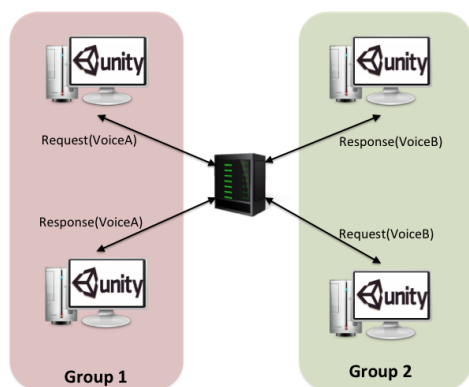 unity
unity
Request(VoiceA)
Response(VoiceB)
Response(VoiceA)
Request(VoiceB)
unity
unity
Group 1
Group 2